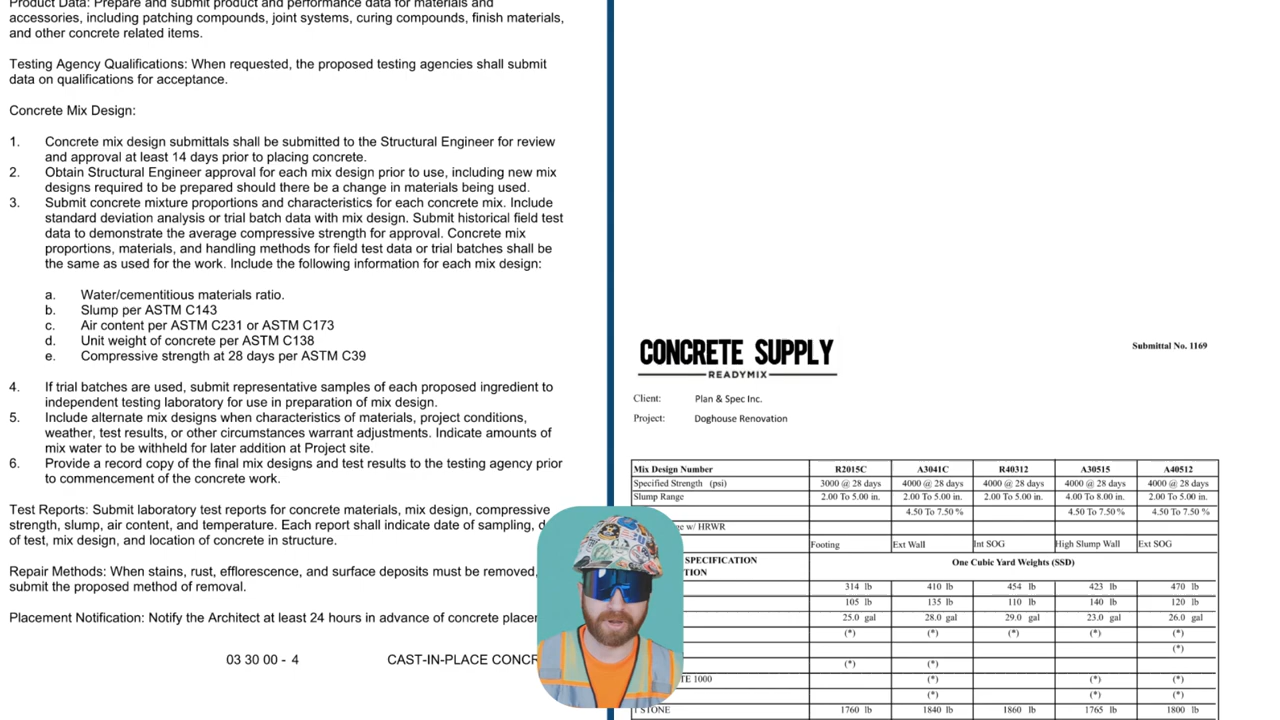 Product Data: Prepare and submit product and performance data for materials and
accessories, including patching compounds, joint systems, curing compounds, finish materials,
and other concrete related items.
Testing Agency Qualifications: When requested, the proposed testing agencies shall submit
data on qualifications for acceptance.
Concrete Mix Design:
1. Concrete mix design submittals shall be submitted to the Structural Engineer for review
and approval at least 14 days prior to placing concrete.
2. Obtain Structural Engineer approval for each mix design prior to use, including new mix
designs required to be prepared should there be a change in materials being used.
3. Submit concrete mixture proportions and characteristics for each concrete mix. Include
standard deviation analysis or trial batch data with mix design. Submit historical field test
data to demonstrate the average compressive strength for approval. Concrete mix
proportions, materials, and handling methods for field test data or trial batches shall be
the same as used for the work. Include the following information for each mix design:
a. Water/cementitious materials ratio.
b. Slump per ASTM C143
c. Air content per ASTM C231 or ASTM C173
d. Unit weight of concrete per ASTM C138
e. Compressive strength at 28 days per ASTM C39
4. If trial batches are used, submit representative samples of each proposed ingredient to
independent testing laboratory for use in preparation of mix design.
5. Include alternate mix designs when characteristics of materials, project conditions,
weather, test results, or other circumstances warrant adjustments. Indicate amounts of
mix water to be withheld for later addition at Project site.
6. Provide a record copy of the final mix designs and test results to the testing agency prior
to commencement of the concrete work.
Test Reports: Submit laboratory test reports for concrete materials, mix design, compressive
strength, slump, air content, and temperature. Each report shall indicate date of sampling,
of test, mix design, and location of concrete in structure.
Repair Methods: When stains, rust, efflorescence, and surface deposits must be removed,
submit the proposed method of removal.
Placement Notification: Notify the Architect at least 24 hours in advance of concrete
03 30 00 - 4 CAST-IN-PLACE
CONCRETE SUPPLY
READYMIX
Submittal No. 1169
Client: Plan & Spec Inc.
Project: Doghouse Renovation
Mix Design Number R2015C A3041C R40312 A30515 A40512
Specified Strength (psi) 3000 @ 28 days 4000 @ 28 days 4000 @ 28 days 4000 @ 28 days 4000 @ 28 days
Slump Range 2.00 To 5.00 in. 2.00 To 5.00 in. 2.00 To 5.00 in. 4.00 To 8.00 in. 2.00 To 5.00 in.
4.50 To 7.50 % 4.50 To 7.50 % 4.50 To 7.50 %
w/ HRWR
Footing Ext Wall Int SOG High Slump Wall Ext SOG
SPECIFICATION One Cubic Yard Weights (SSD)
314 lb 410 lb 454 lb 423 lb 470 lb
105 lb 135 lb 110 lb 140 lb 120 lb
25.0 gal 28.0 gal 29.0 gal 23.0 gal 26.0 gal
(*) (*) (*) (*) (*)
(*)
(*) (*)
1000 (*) (*) (*)
(*) (*) (*)
STONE 1760 lb 1840 lb 1860 lb 1765 lb 1800 lb